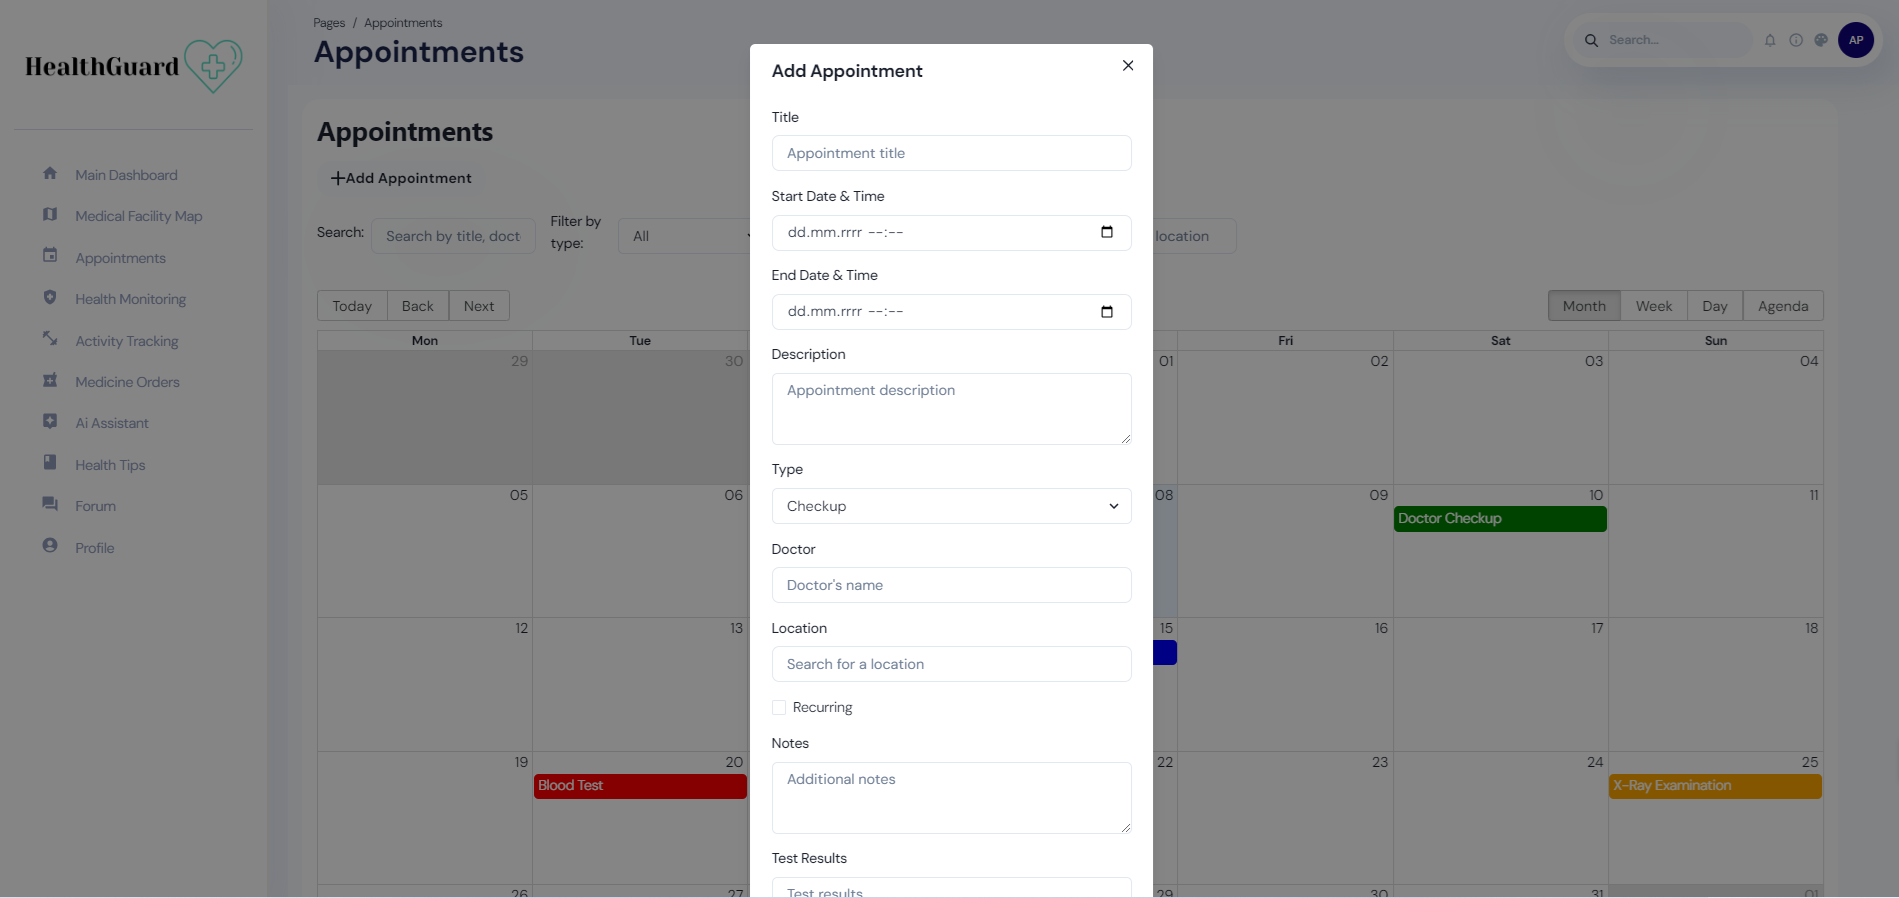 HealthGuard
Main Dashboard
Medical Facility Map
Appointments
Health Monitoring
Activity Tracking
Medicine Orders
Ai Assistant
Health Tips
Forum
Profile
Pages / Appointments
Appointments
Search...
AP
Appointments
+Add Appointment
Search:
Search by title, doct
Filter by type:
All
location
Today Back Next
Month Week Day Agenda
Mon Tue Fri Sat Sun
29 30 01 02 03 04
05 06 08 09 10 11
Doctor Checkup
12 13 15 16 17 18
19 20 22 23 24 25
Blood Test
X-Ray Examination
26 27 29 30 31 01
Add Appointment
Title
Appointment title
Start Date & Time
dd.mm.rrrr --:--
End Date & Time
dd.mm.rrrr --:--
Description
Appointment description
Type
Checkup
Doctor
Doctor's name
Location
Search for a location
Recurring
Notes
Additional notes
Test Results
Test results